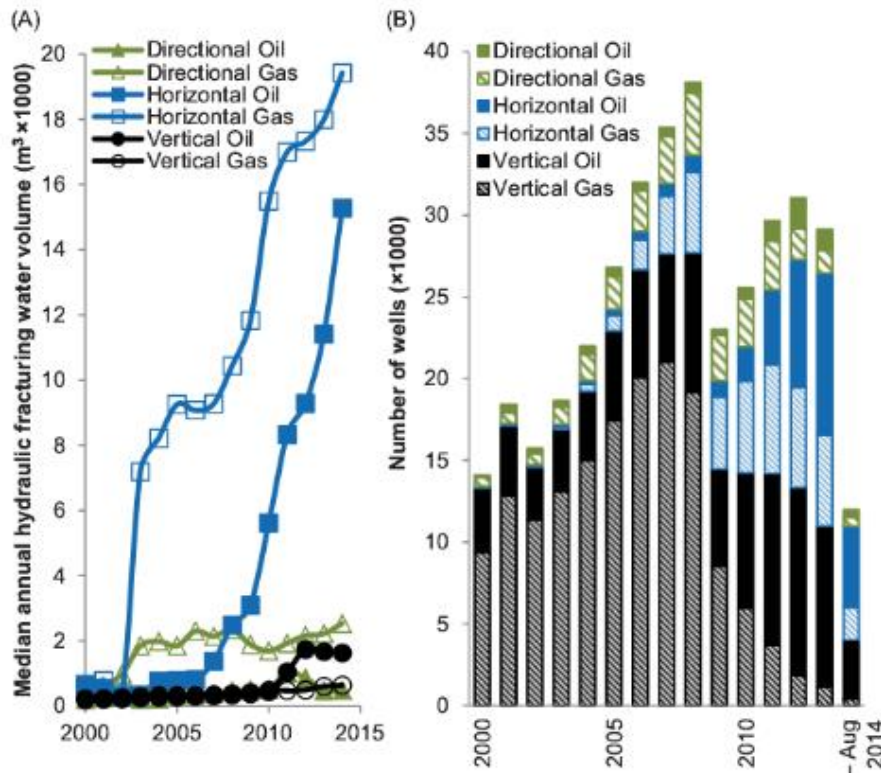 (A)
Median annual hydraulic fracturing water volume (m³ ×1000)
20
18
16
14
12
10
8
6
4
2
0
Directional Oil
Directional Gas
Horizontal Oil
Horizontal Gas
Vertical Oil
Vertical Gas
2000 2005 2010 2015
(B)
Number of wells (×1000)
40
35
30
25
20
15
10
5
0
Directional Oil
Directional Gas
Horizontal Oil
Horizontal Gas
Vertical Oil
Vertical Gas
2000
2005
2010
– Aug
2014